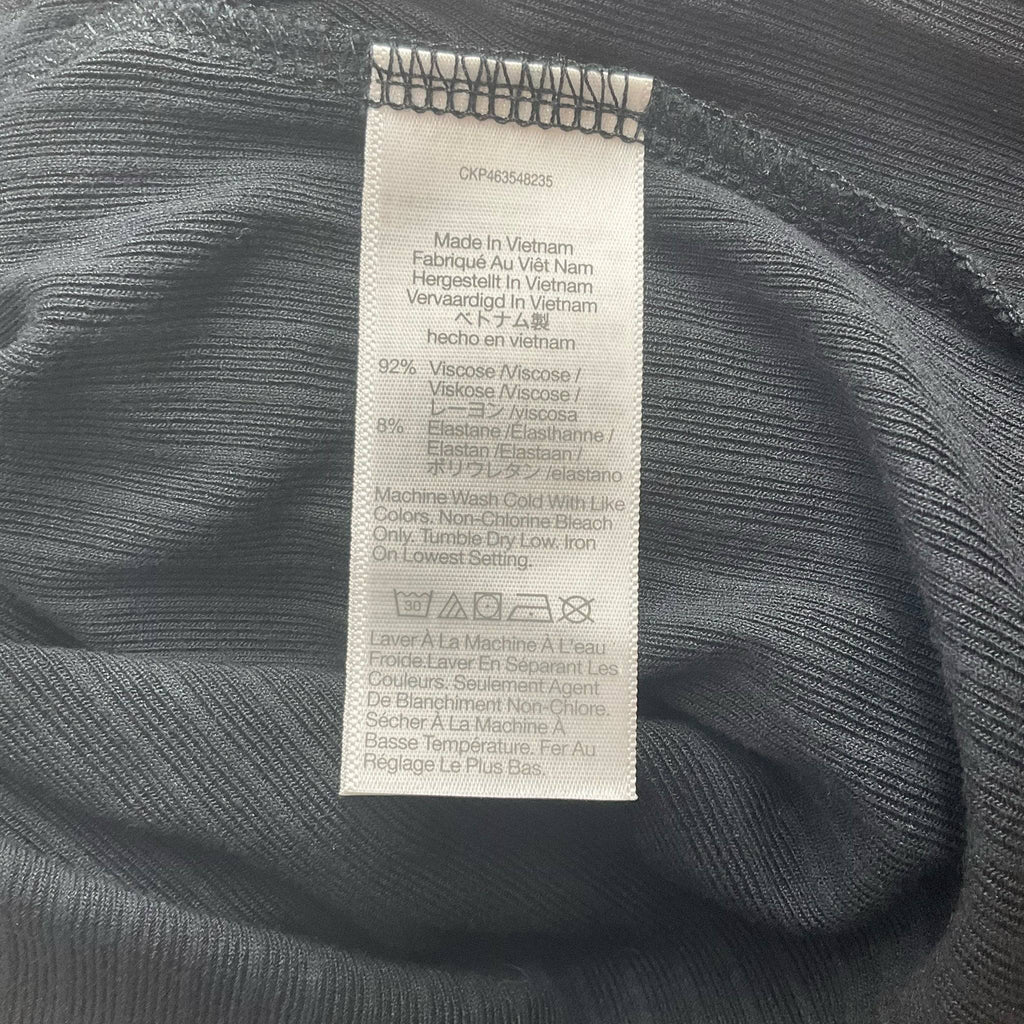 CKP463548235
Made In Vietnam
Fabriqué Au Viêt Nam
Hergestellt In Vietnam
Vervaardigd In Vietnam
ベトナム製
hecho en vietnam
92% Viscose /Viscose /
Viskose /Viscose /
レーヨン /viscosa
8% Elastane /Élasthanne /
Elastan /Elastaan /
ポリウレタン /elastano
Machine Wash Cold With Like
Colors. Non-Chlorine Bleach
Only. Tumble Dry Low. Iron
On Lowest Setting.
30
Laver À La Machine À L'eau
Froide.Laver En Séparant Les
Couleurs. Seulement Agent
De Blanchiment Non-Chlore.
Sécher À La Machine À
Basse Température. Fer Au
Réglage Le Plus Bas.